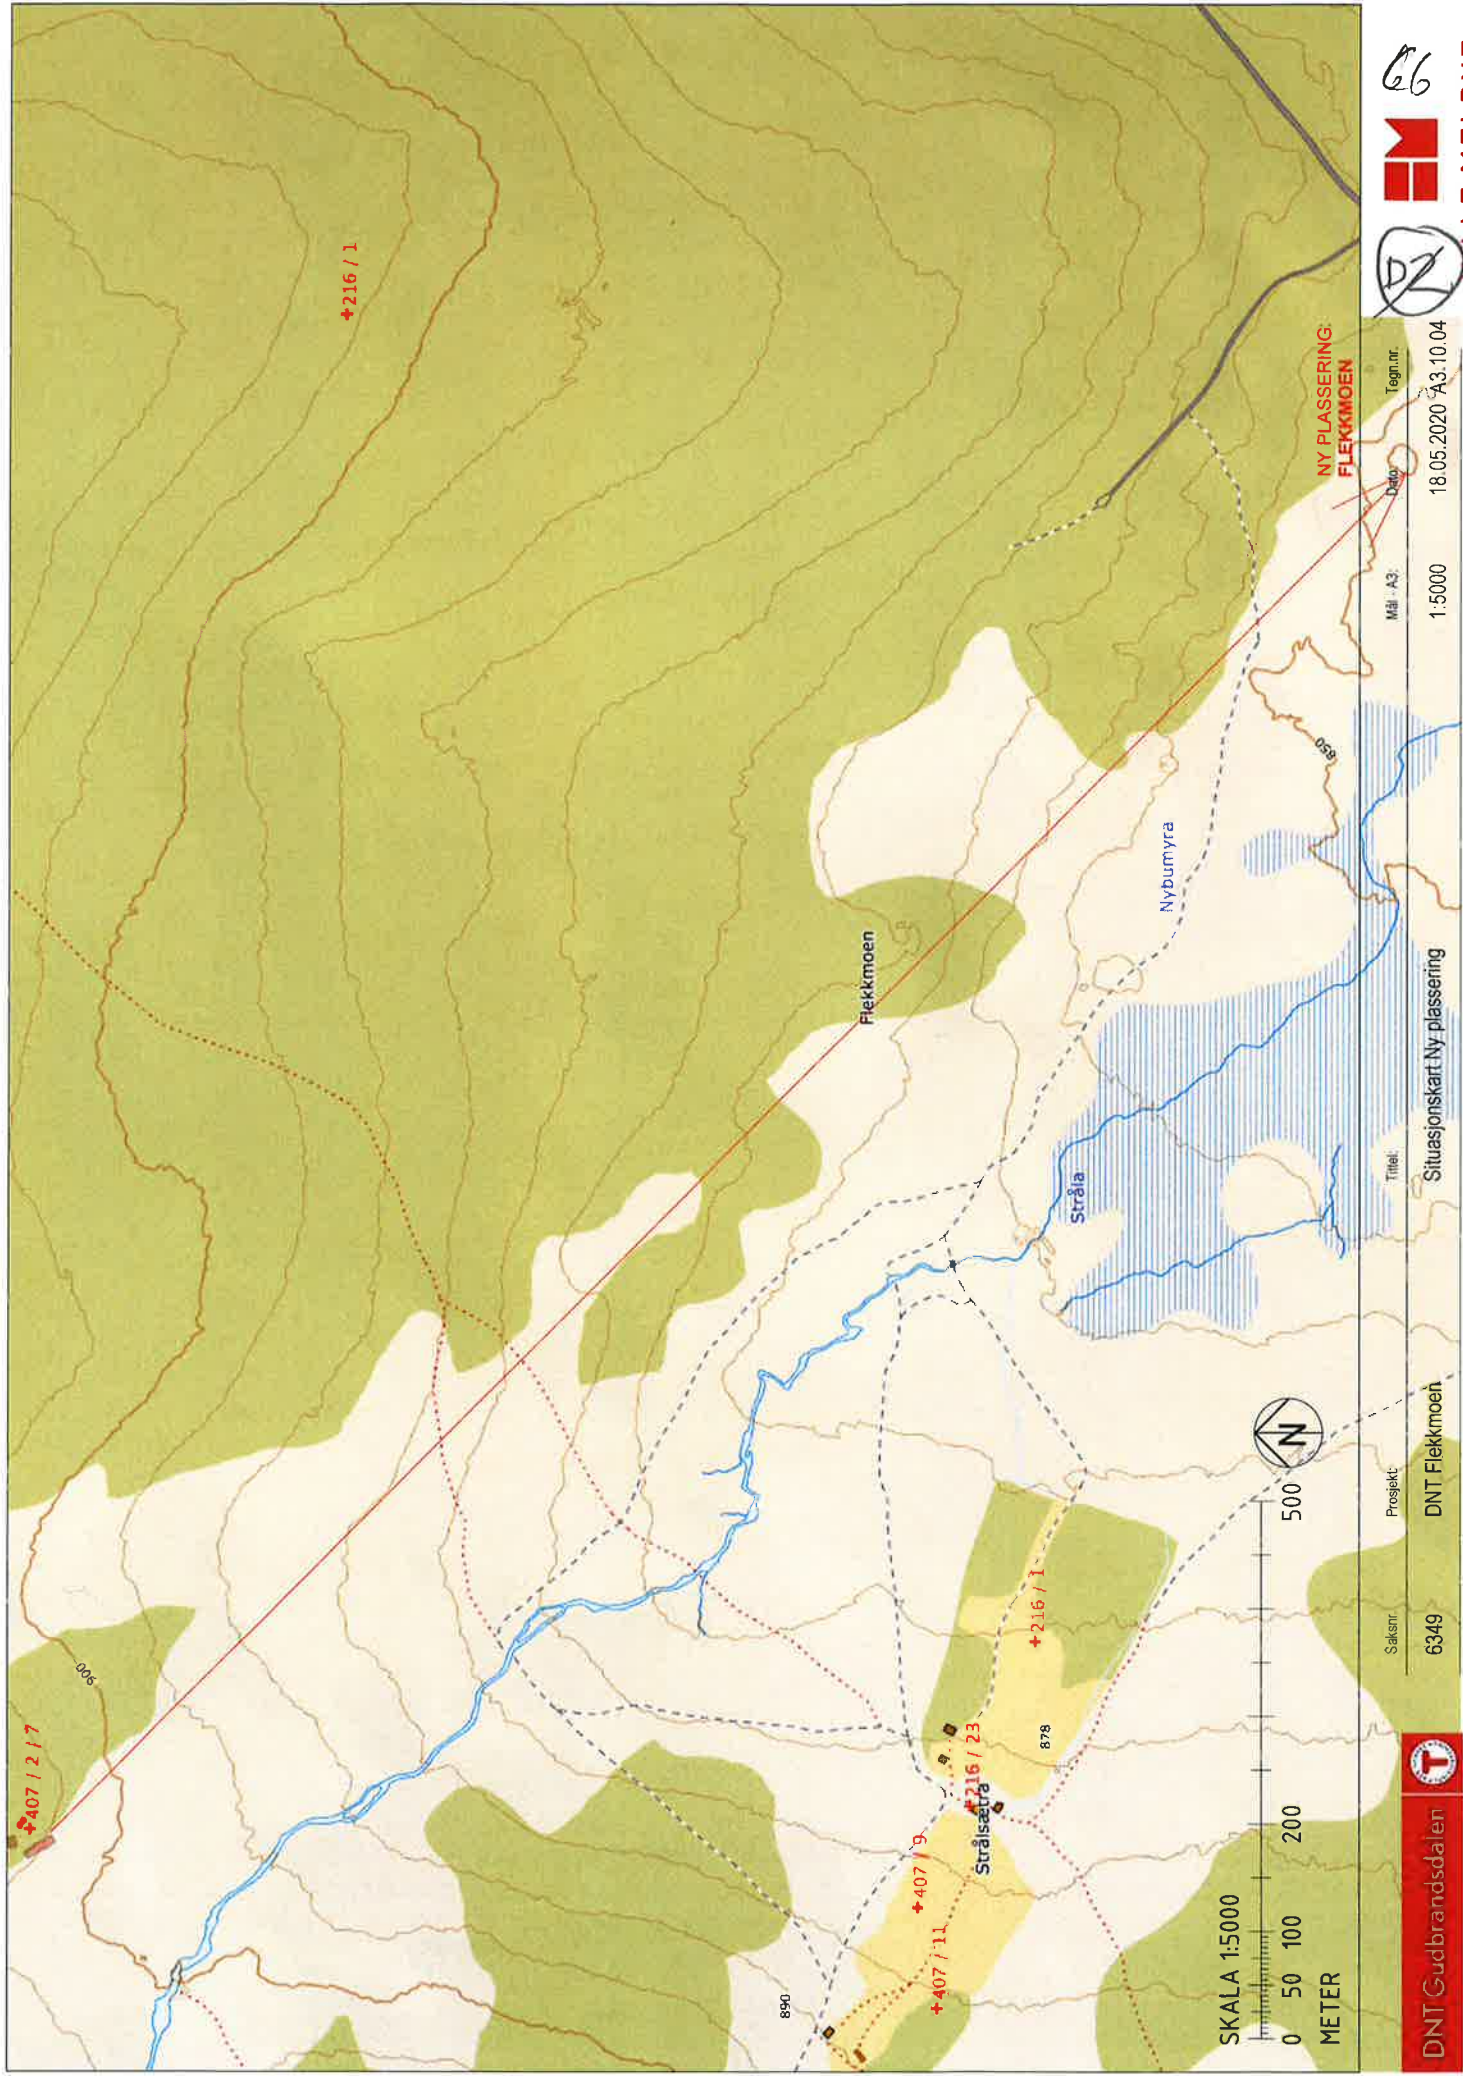 +407 / 2 / 7
900
+216 / 1
Flekkmoen
Nybumyra
Stråla
850
NY PLASSERING:
FLEKKMOEN
+216 / 1
878
+216 / 23
Strålsætra
+407 / 9
+407 / 11
890
SKALA 1:5000
0 50 100 200 500
METER
N
DNT Gudbrandsdalen
T
Saksnr
6349
Prosjekt:
DNT Flekkmoen
Tittel:
Situasjonskart Ny plassering
Mål - A3:
1:5000
Dato:
18.05.2020
Tegn.nr.
A3.10.04
D2
66